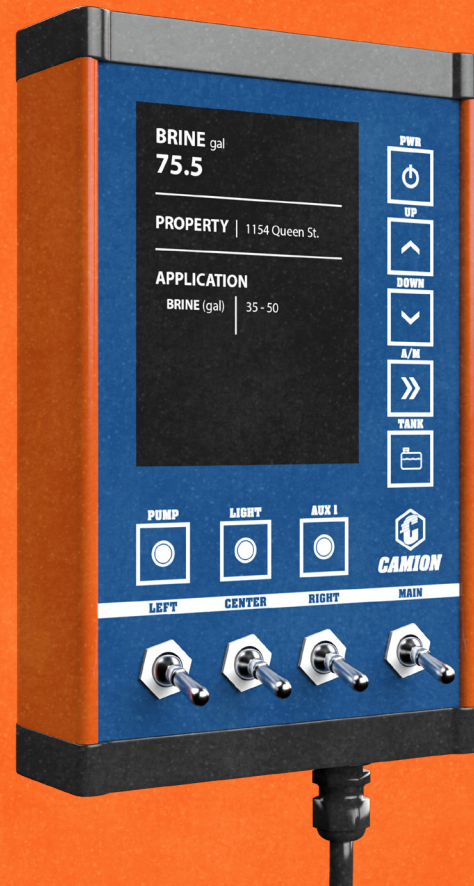 BRINE gal
75.5
PROPERTY | 1154 Queen St.
APPLICATION
BRINE (gal) | 35 - 50
PWR
UP
DOWN
A/M
TANK
PUMP LIGHT AUX 1
CAMION
LEFT CENTER RIGHT MAIN